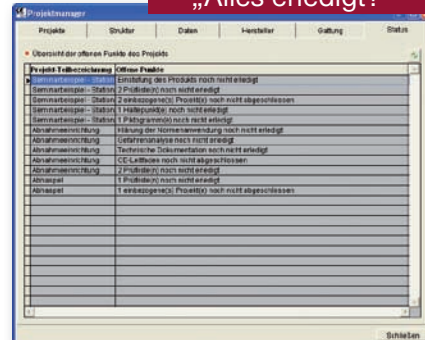 „Alles erledigt?
Projektmanager
Projekte Struktur Daten Hersteller Gattung Status
Übersicht der offenen Punkte des Projekts
Projekt-Teilbezeichnung Offene Punkte
Seminarbeispiel - Station Einstufung des Produkts noch nicht erledigt
Seminarbeispiel - Station 2 Prüfliste(n) noch nicht erledigt
Seminarbeispiel - Station 2 einbezogene(s) Projekt(e) noch nicht abgeschlossen
Seminarbeispiel - Station 1 Haltepunkt(e) noch nicht erledigt
Seminarbeispiel - Station 1 Piktogramm(e) noch nicht erledigt
Abnahmeeinrichtung Klärung der Normenanwendung noch nicht erledigt
Abnahmeeinrichtung Gefahrenanalyse noch nicht erledigt
Abnahmeeinrichtung Technische Dokumentation noch nicht erledigt
Abnahmeeinrichtung CE-Leitfaces noch nicht abgeschlossen
Abnahmeeinrichtung 2 Prüfliste(n) noch nicht erledigt
Abhaspel 1 Prüfliste(n) noch nicht erledigt
Abhaspel 1 einbezogene(s) Projekt(e) noch nicht abgeschlossen
Schließen